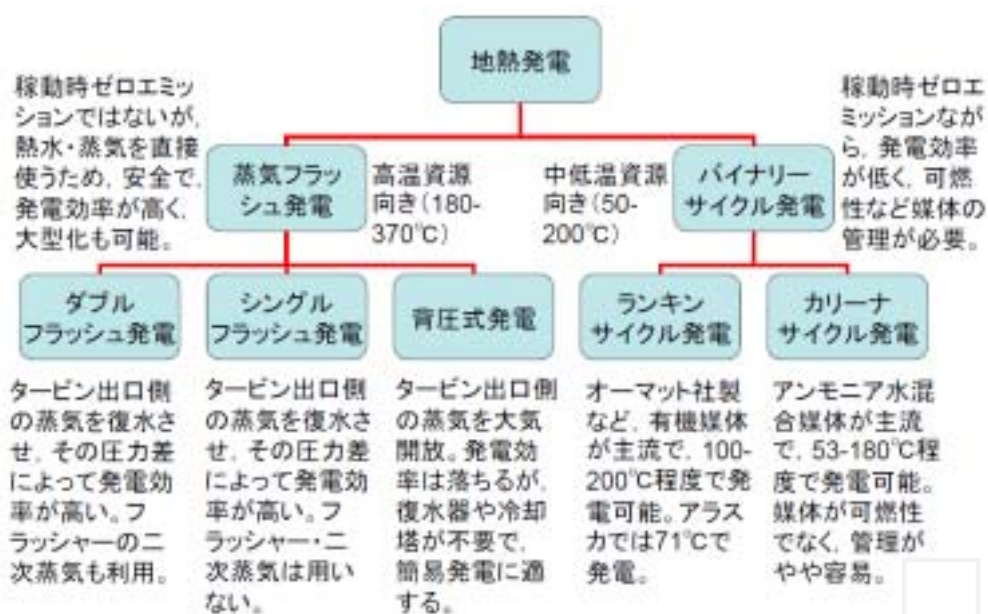 地熱発電
稼動時ゼロエミッ
ションではないが,
熱水・蒸気を直接
使うため, 安全で,
発電効率が高く,
大型化も可能。
蒸気フラッ
シュ発電
高温資源
向き(180-
370℃)
中低温資源
向き(50-
200℃)
バイナリー
サイクル発電
稼動時ゼロエ
ミッションなが
ら, 発電効率
が低く, 可燃
性など媒体の
管理が必要。
ダブル
フラッシュ発電
シングル
フラッシュ発電
背圧式発電
ランキン
サイクル発電
カリーナ
サイクル発電
タービン出口側
の蒸気を復水さ
せ, その圧力差
によって発電効
率が高い。フ
ラッシャーの二
次蒸気も利用。
タービン出口側
の蒸気を復水さ
せ, その圧力差
によって発電効
率が高い。フ
ラッシャー・二
次蒸気は用い
ない。
タービン出口側
の蒸気を大気
開放。発電効
率は落ちるが,
復水器や冷却
塔が不要で,
簡易発電に適
する。
オーマット社製
など, 有機媒体
が主流で, 100-
200℃程度で発
電可能。アラス
カでは71℃で
発電。
アンモニア水混
合媒体が主流
で, 53-180℃程
度で発電可能。
媒体が可燃性
でなく, 管理が
やや容易。